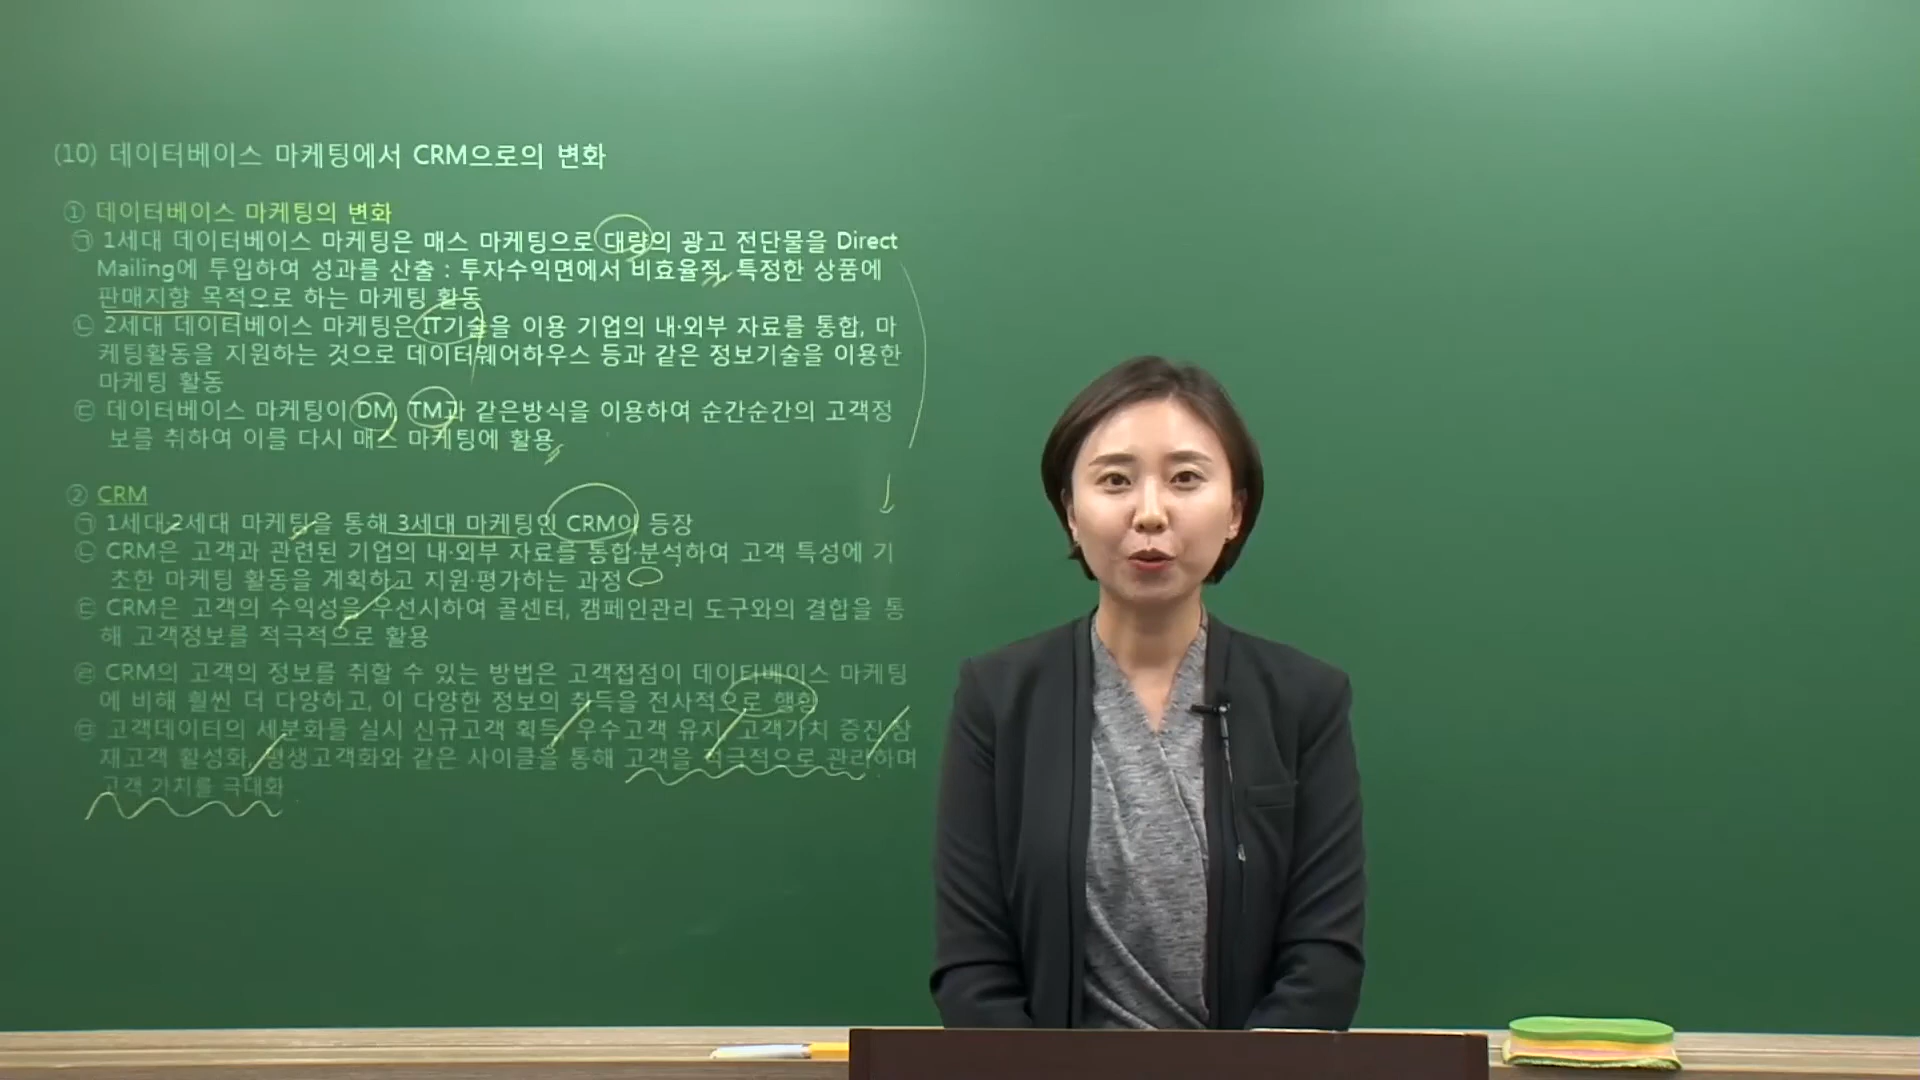 (10) 데이터베이스 마케팅에서 CRM으로의 변화
① 데이터베이스 마케팅의 변화
㉠ 1세대 데이터베이스 마케팅은 매스 마케팅으로 대량의 광고 전단물을 Direct
Mailing에 투입하여 성과를 산출 : 투자수익면에서 비효율적, 특정한 상품에
판매지향 목적으로 하는 마케팅 활동
㉡ 2세대 데이터베이스 마케팅은 IT기술을 이용 기업의 내·외부 자료를 통합, 마
케팅활동을 지원하는 것으로 데이터웨어하우스 등과 같은 정보기술을 이용한
마케팅 활동
㉢ 데이터베이스 마케팅이 DM, TM과 같은방식을 이용하여 순간순간의 고객정
보를 취하여 이를 다시 매스 마케팅에 활용
② CRM
㉠ 1세대·2세대 마케팅을 통해 3세대 마케팅인 CRM이 등장
㉡ CRM은 고객과 관련된 기업의 내·외부 자료를 통합·분석하여 고객 특성에 기
초한 마케팅 활동을 계획하고 지원·평가하는 과정
㉢ CRM은 고객의 수익성을 우선시하여 콜센터, 캠페인관리 도구와의 결합을 통
해 고객정보를 적극적으로 활용
㉣ CRM의 고객의 정보를 취할 수 있는 방법은 고객접점이 데이터베이스 마케팅
에 비해 훨씬 더 다양하고, 이 다양한 정보의 취득을 전사적으로 행함
㉤ 고객데이터의 세분화를 실시 신규고객 획득, 우수고객 유지, 고객가치 증진, 잠
재고객 활성화, 평생고객화와 같은 사이클을 통해 고객을 적극적으로 관리하며
고객 가치를 극대화